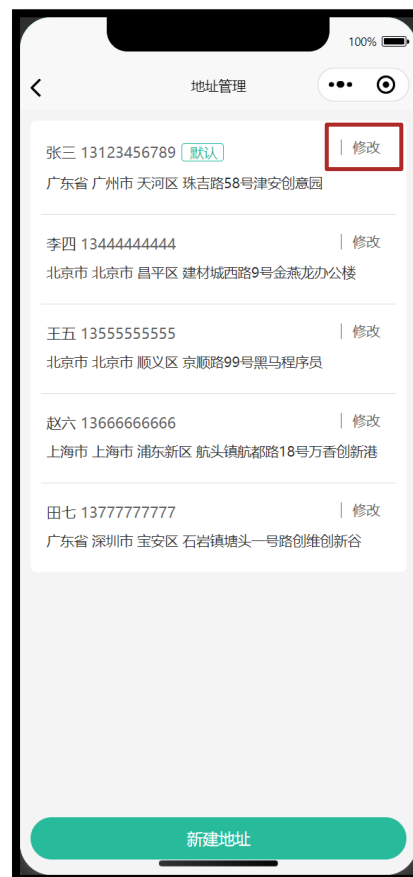 100%
地址管理
张三 13123456789 默认
修改
广东省 广州市 天河区 珠吉路58号津安创意园
李四 13444444444
修改
北京市 北京市 昌平区 建材城西路9号金燕龙办公楼
王五 13555555555
修改
北京市 北京市 顺义区 京顺路99号黑马程序员
赵六 13666666666
修改
上海市 上海市 浦东新区 航头镇航都路18号万香创新港
田七 13777777777
修改
广东省 深圳市 宝安区 石岩镇塘头一号路创维创新谷
新建地址